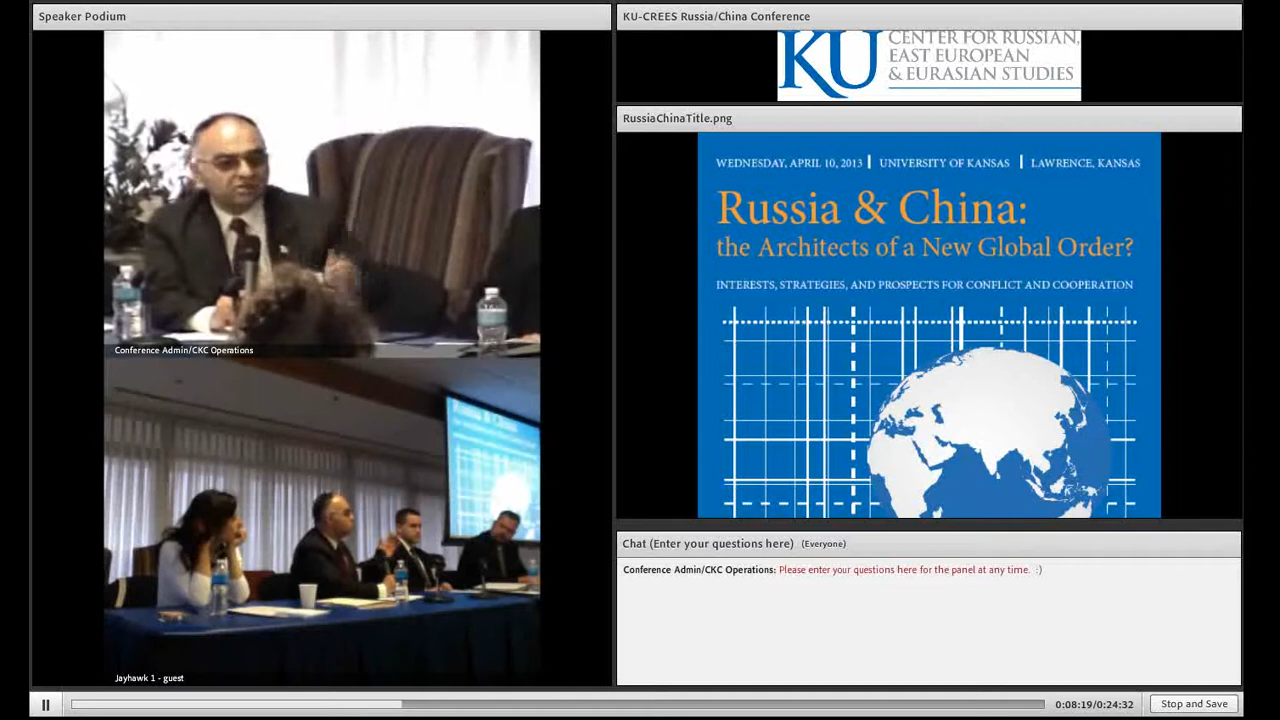 Speaker Podium
Conference Admin/CKC Operations
Russia & China:
Jayhawk 1 - guest
KU-CREES Russia/China Conference
KU
CENTER FOR RUSSIAN,
EAST EUROPEAN
& EURASIAN STUDIES
RussiaChinaTitle.png
WEDNESDAY, APRIL 10, 2013 | UNIVERSITY OF KANSAS | LAWRENCE, KANSAS
Russia & China:
the Architects of a New Global Order?
INTERESTS, STRATEGIES, AND PROSPECTS FOR CONFLICT AND COOPERATION
Chat (Enter your questions here) (Everyone)
Conference Admin/CKC Operations: Please enter your questions here for the panel at any time. :)
0:08:19/0:24:32
Stop and Save